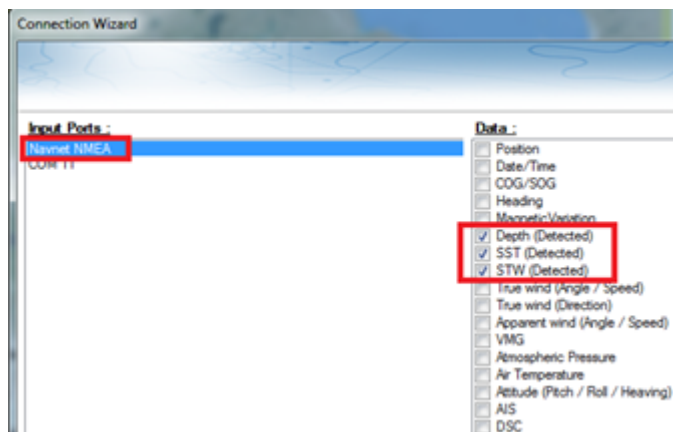 Connection Wizard
Input Ports :
Navnet NMEA
COM 11
Data :
Position
Date/Time
COG/SOG
Heading
Magnetic Variation
Depth (Detected)
SST (Detected)
STW (Detected)
True wind (Angle / Speed)
True wind (Direction)
Apparent wind (Angle / Speed)
VMG
Atmospheric Pressure
Air Temperature
Attitude (Pitch / Roll / Heaving)
AIS
DSC